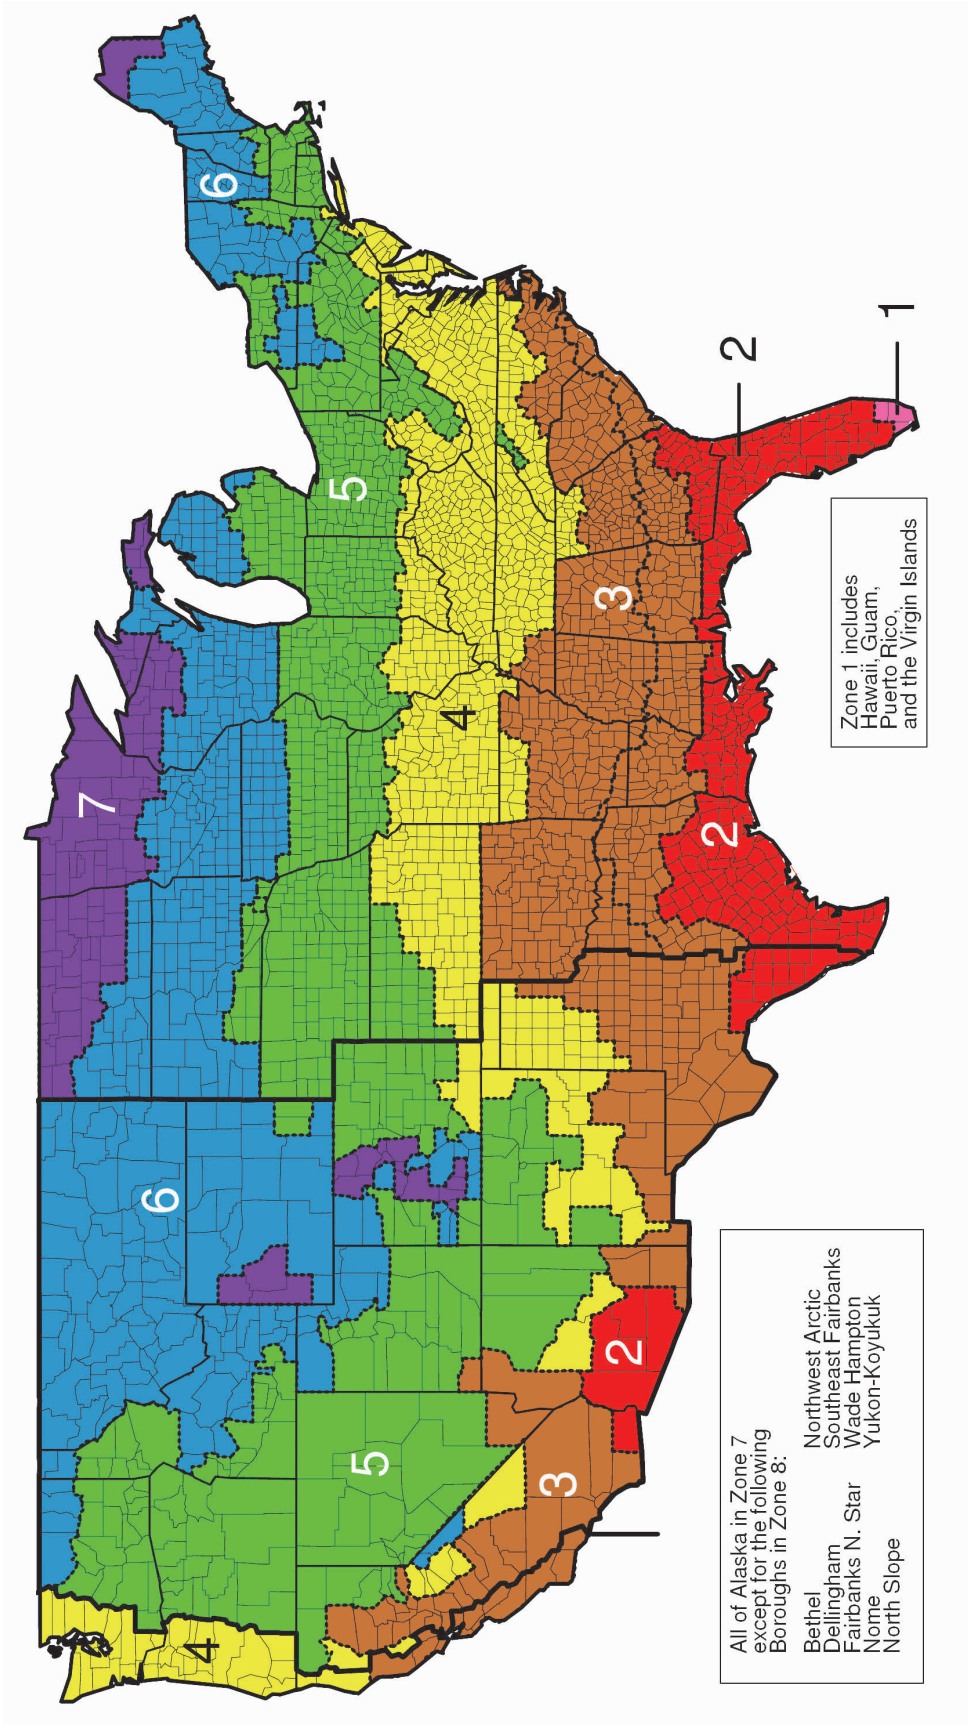 7
6
6
5
5
4
4
3
3
2
2
2
1
All of Alaska in Zone 7
except for the following
Boroughs in Zone 8:
Bethel Northwest Arctic
Dellingham Southeast Fairbanks
Fairbanks N. Star Wade Hampton
Nome Yukon-Koyukuk
North Slope
Zone 1 includes
Hawaii, Guam,
Puerto Rico,
and the Virgin Islands